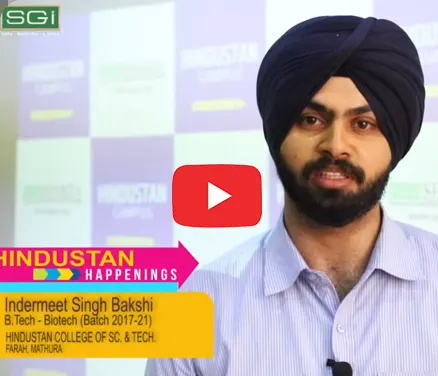 SGI
HINDUSTAN
CAMPUS
HINDUSTAN
CAMPUS
HINDUSTAN
HAPPENINGS
Indermeet Singh Bakshi
B.Tech - Biotech (Batch 2017-21)
HINDUSTAN COLLEGE OF SC. & TECH.
FARAH, MATHURA